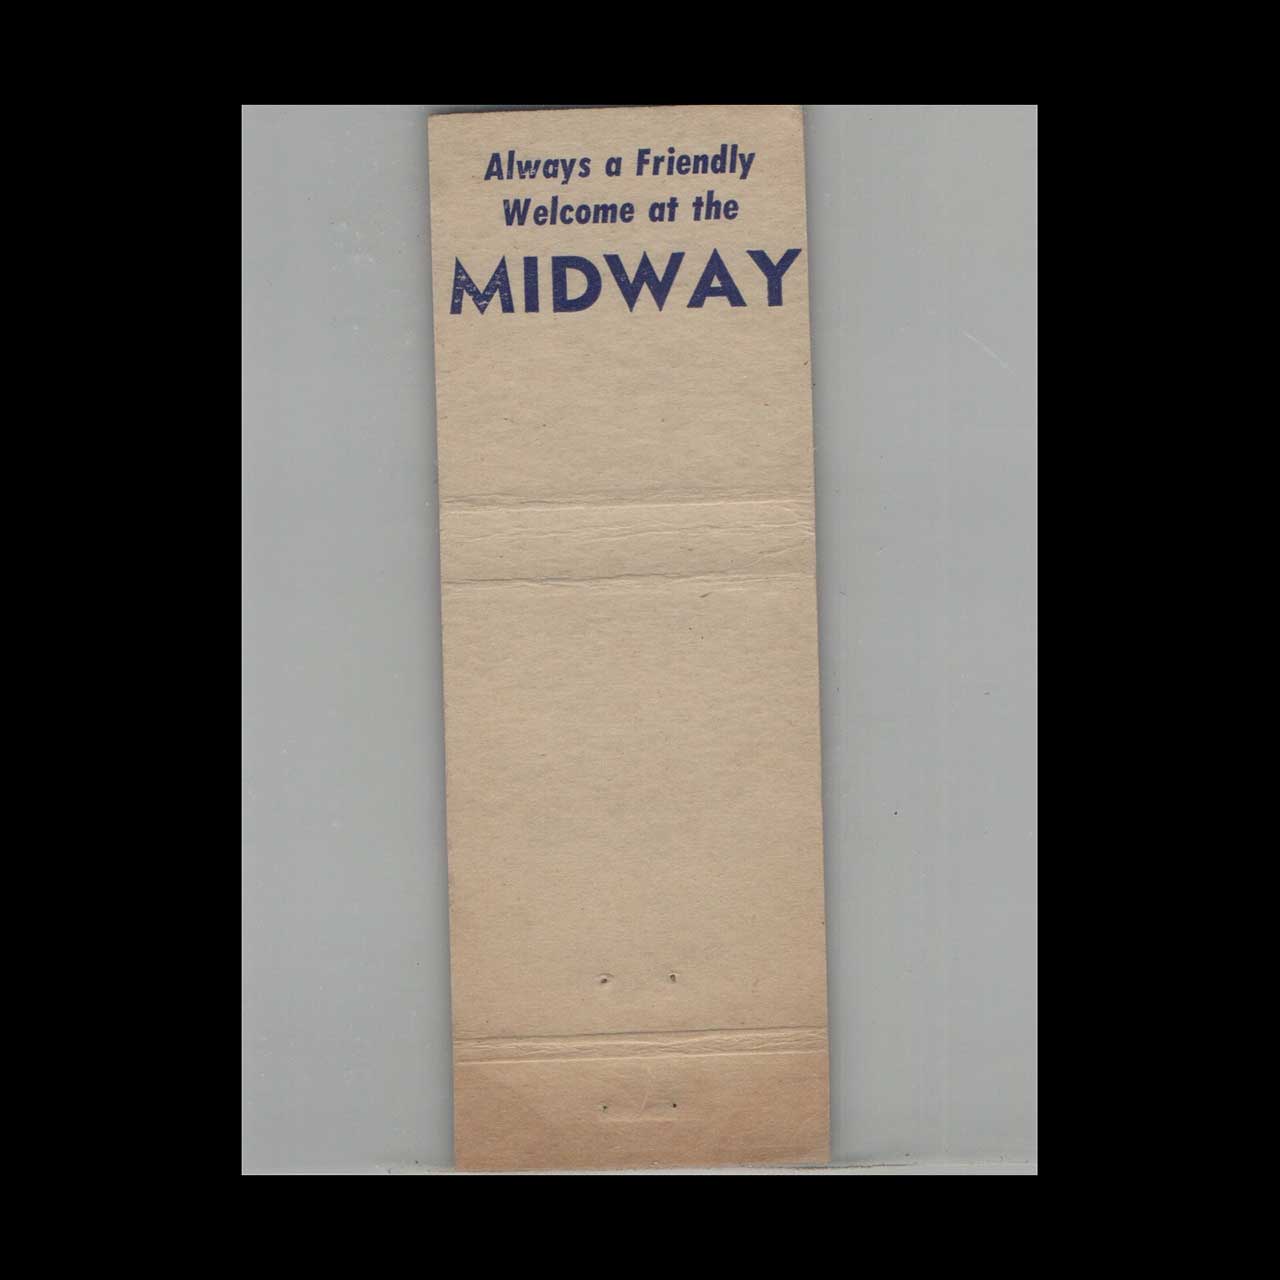 Always a Friendly
Welcome at the
MIDWAY